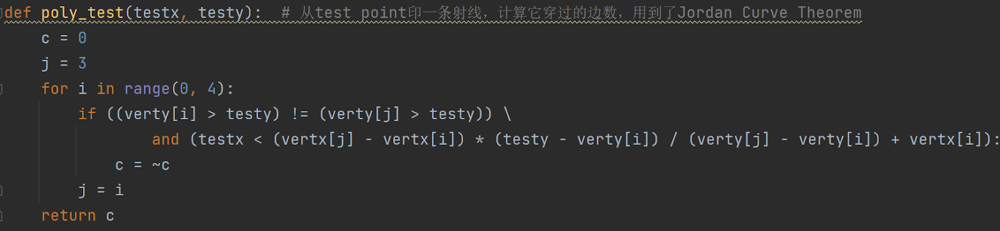 def poly_test(testx, testy):  # 从test point印一条射线，计算它穿过的边数，用到了Jordan Curve Theorem
    c = 0
    j = 3
    for i in range(0, 4):
        if ((verty[i] > testy) != (verty[j] > testy)) \
                and (testx < (vertx[j] - vertx[i]) * (testy - verty[i]) / (verty[j] - verty[i]) + vertx[i]):
            c = ~c
        j = i
    return c